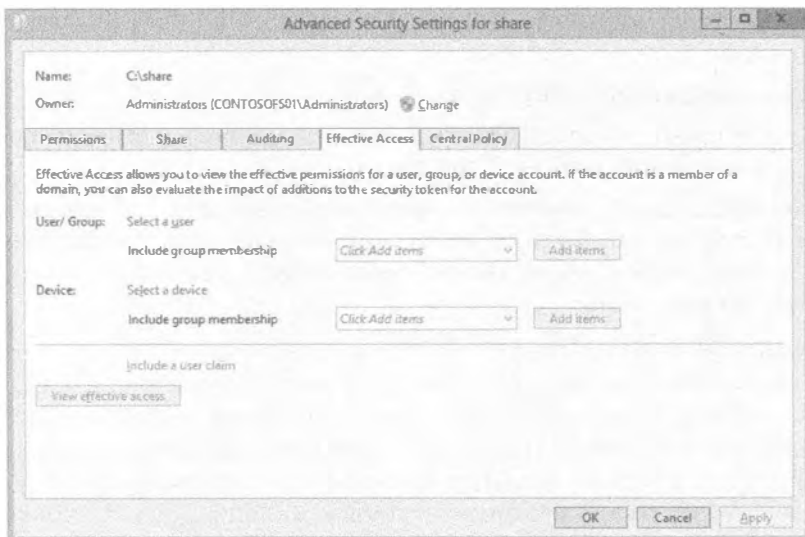 Advanced Security Settings for share
Name: C:\share
Owner: Administrators (CONTOSOFS01\Administrators) Change
Permissions Share Auditing Effective Access Central Policy
Effective Access allows you to view the effective permissions for a user, group, or device account. If the account is a member of a
domain, you can also evaluate the impact of additions to the security token for the account.
User/ Group: Select a user
Include group membership Click Add items Add items
Device: Select a device
Include group membership Click Add items Add items
Include a user claim
View effective access
OK Cancel Apply